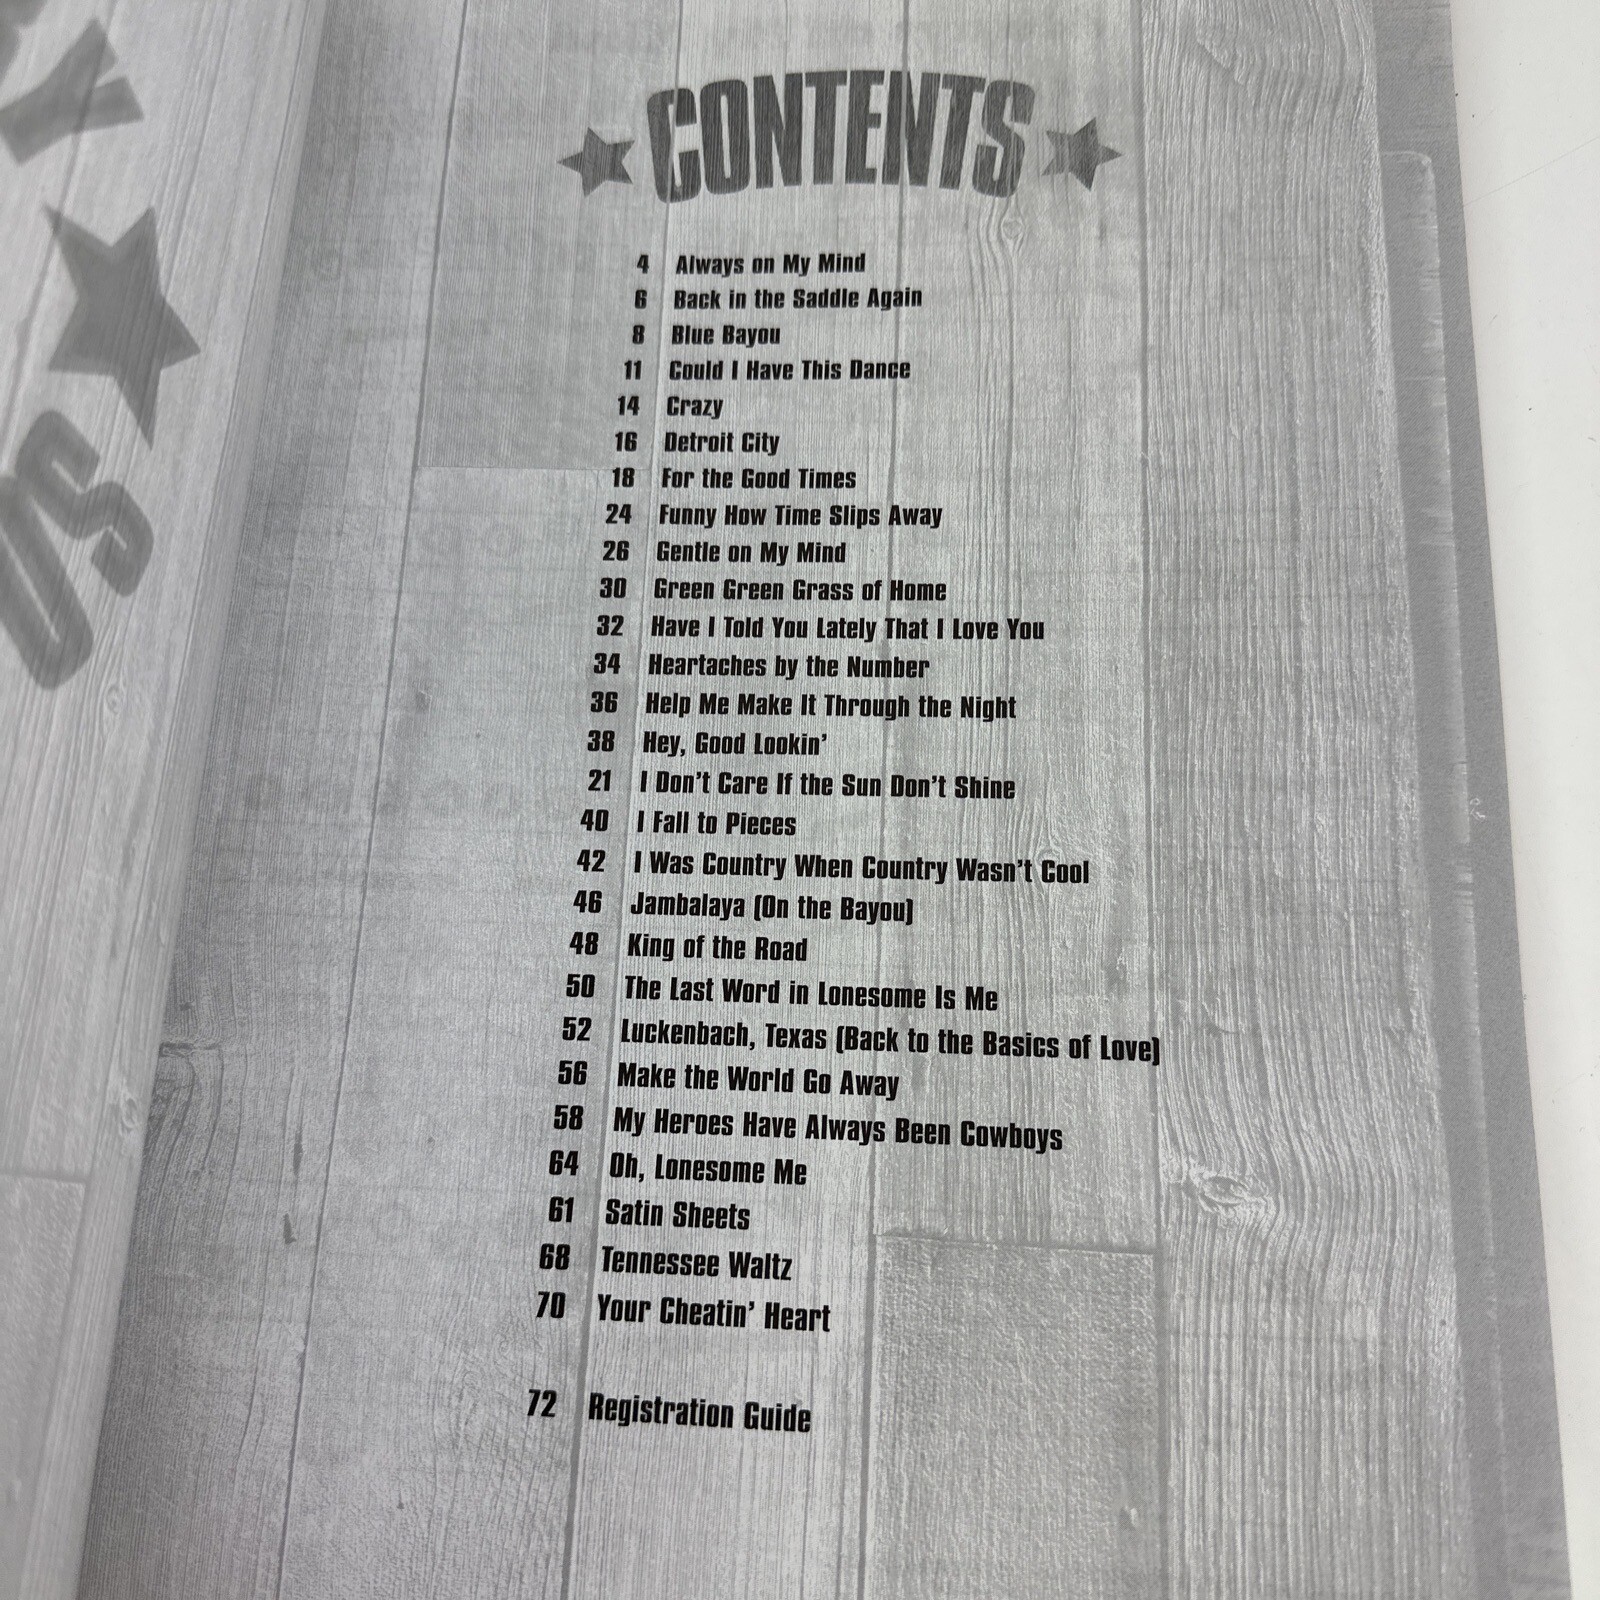 Y
US
CONTENTS
4 Always on My Mind
6 Back in the Saddle Again
8 Blue Bayou
11 Could I Have This Dance
14 Crazy
16 Detroit City
18 For the Good Times
24 Funny How Time Slips Away
26 Gentle on My Mind
30 Green Green Grass of Home
32 Have I Told You Lately That I Love You
34 Heartaches by the Number
36 Help Me Make It Through the Night
38 Hey, Good Lookin'
21 I Don't Care If the Sun Don't Shine
40 I Fall to Pieces
42 I Was Country When Country Wasn't Cool
46 Jambalaya (On the Bayou)
48 King of the Road
50 The Last Word in Lonesome Is Me
52 Luckenbach, Texas (Back to the Basics of Love)
56 Make the World Go Away
58 My Heroes Have Always Been Cowboys
64 Oh, Lonesome Me
61 Satin Sheets
68 Tennessee Waltz
70 Your Cheatin' Heart
72 Registration Guide